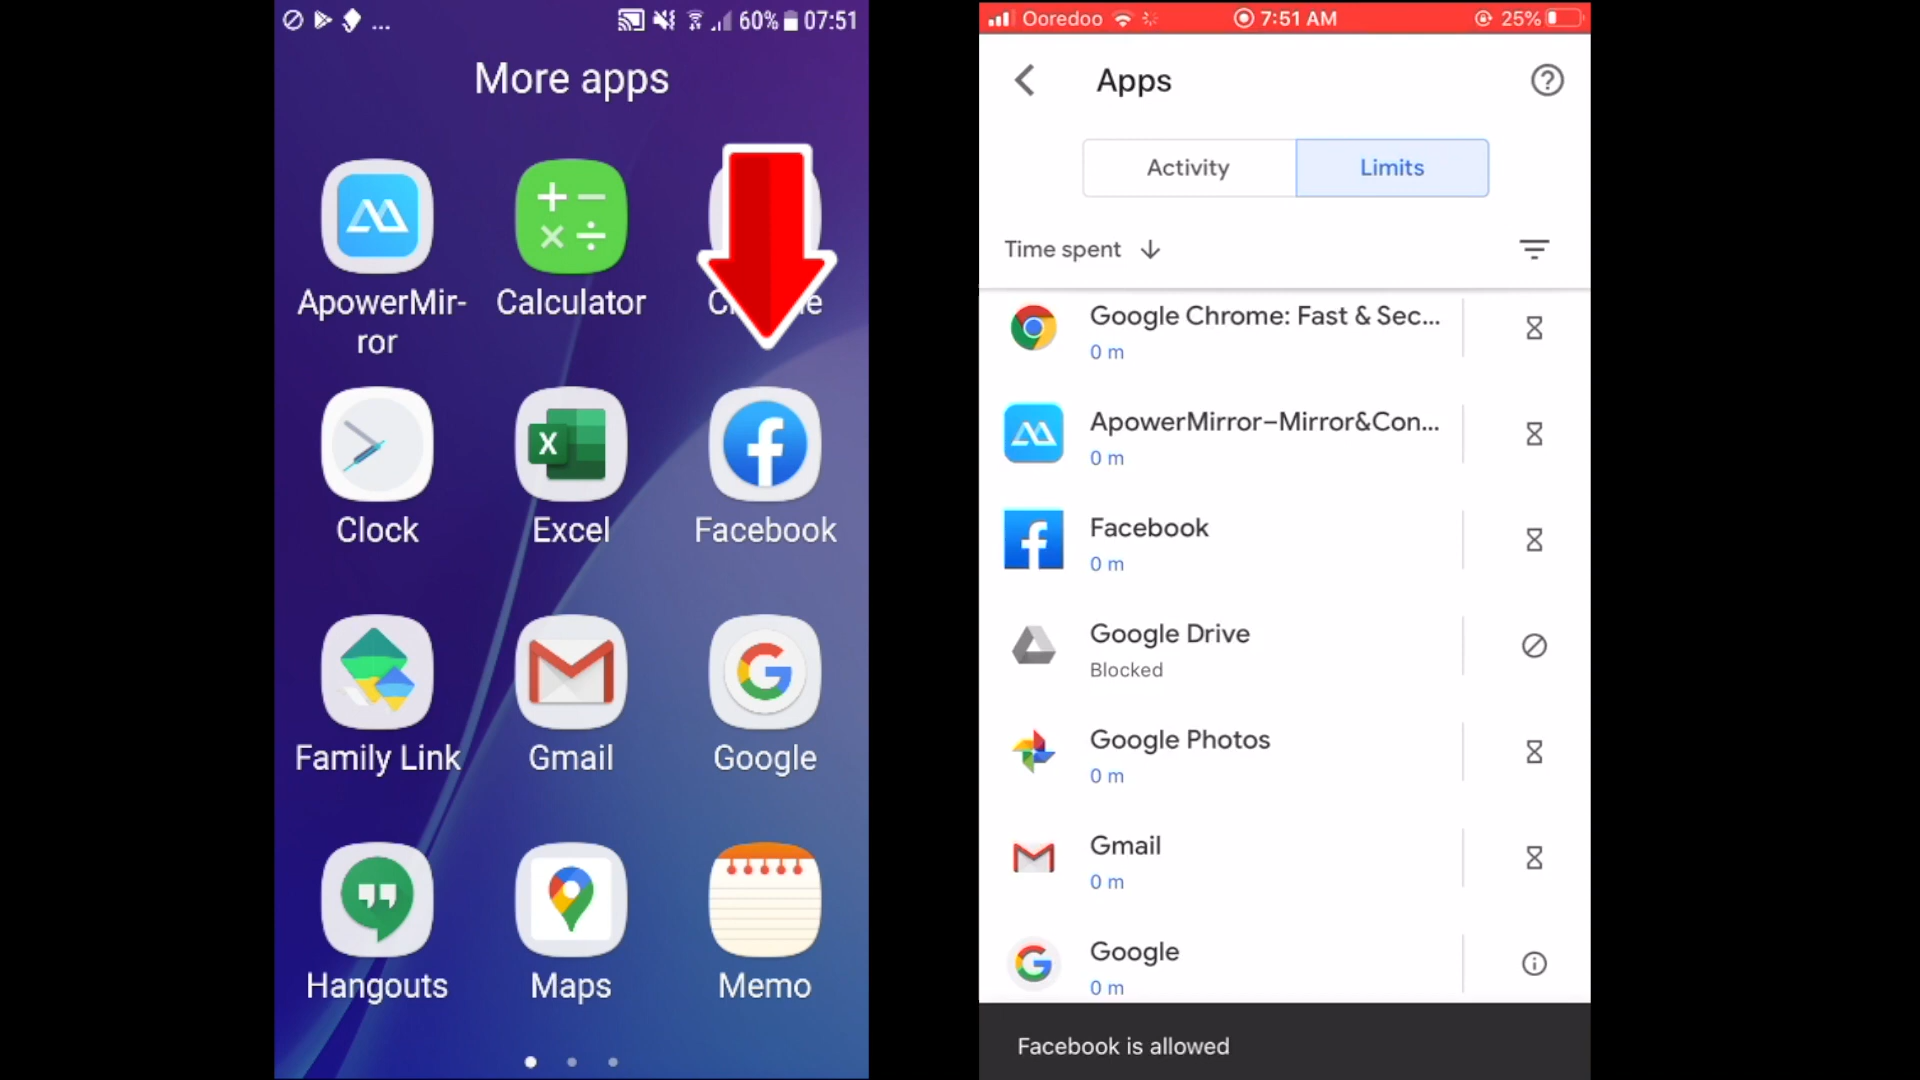 ... 60% 07:51
More apps
ApowerMir-
ror
Calculator
Clock
Excel
Facebook
Family Link
Gmail
Google
Hangouts
Maps
Memo
Ooredoo 7:51 AM 25%
Apps
Activity
Limits
Time spent
Google Chrome: Fast & Sec...
0 m
ApowerMirror–Mirror&Con...
0 m
Facebook
0 m
Google Drive
Blocked
Google Photos
0 m
Gmail
0 m
Google
0 m
Facebook is allowed